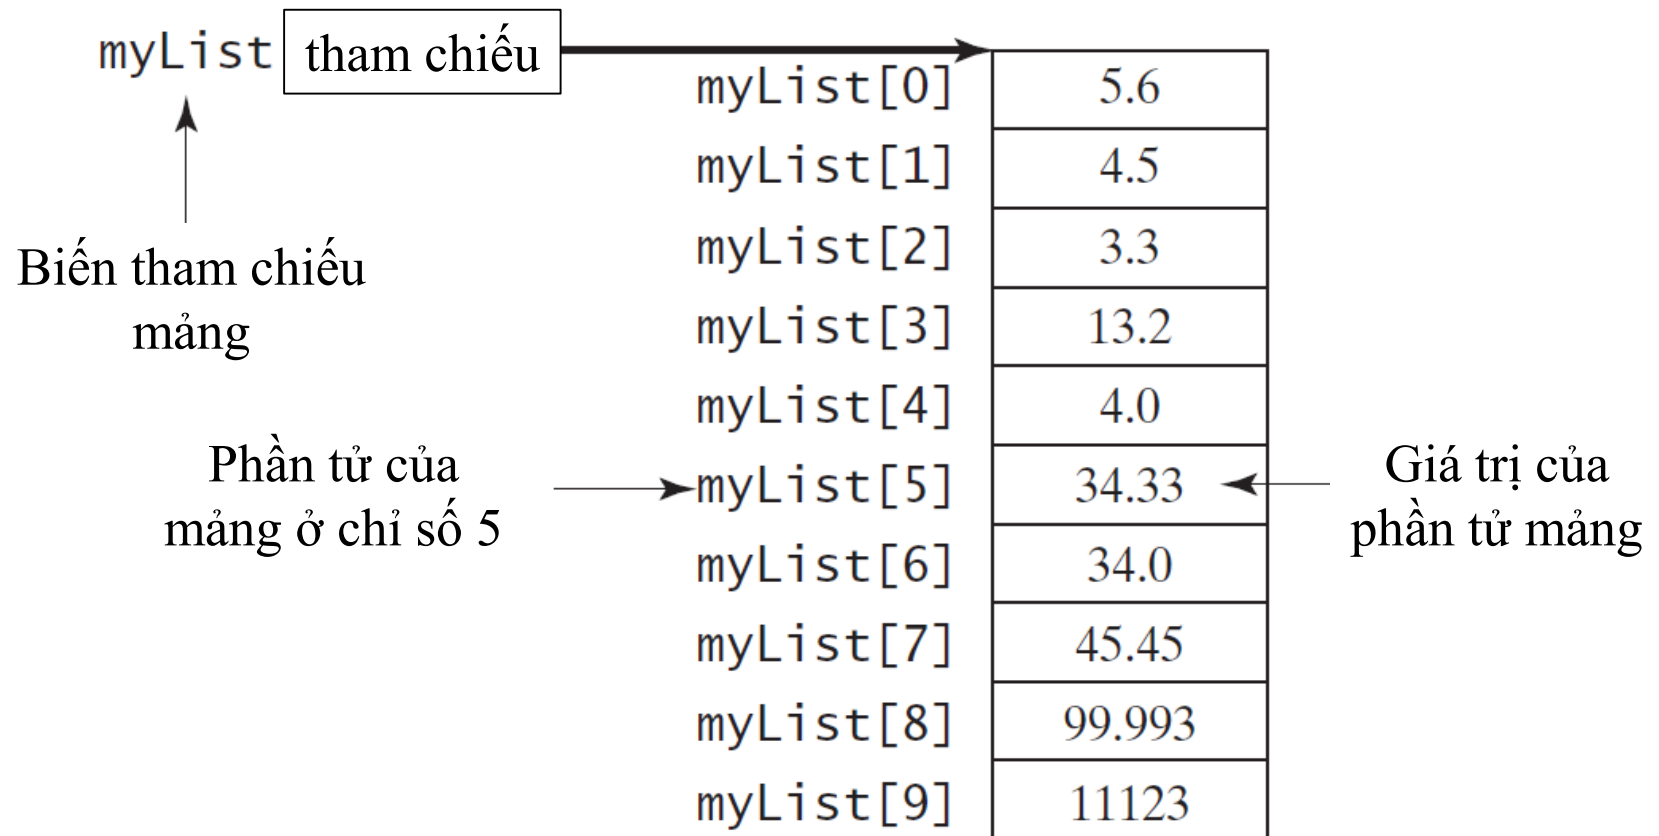 myList tham chiếu
myList[0] 5.6
myList[1] 4.5
Biến tham chiếu
mảng
myList[2] 3.3
myList[3] 13.2
myList[4] 4.0
Phần tử của
mảng ở chỉ số 5
myList[5] 34.33
Giá trị của
phần tử mảng
myList[6] 34.0
myList[7] 45.45
myList[8] 99.993
myList[9] 11123